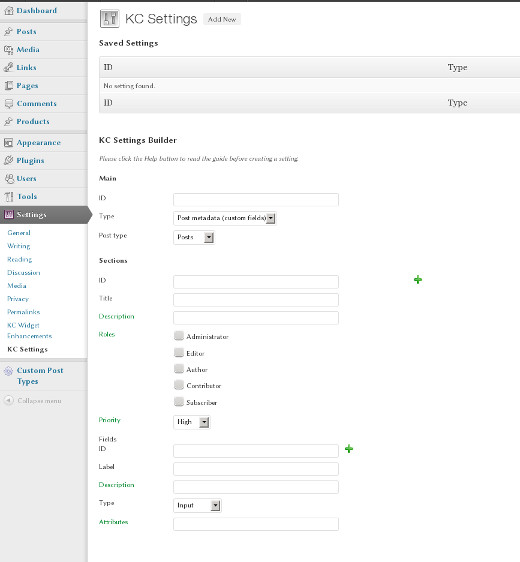 Dashboard
Posts
Media
Links
Pages
Comments
Products
Appearance
Plugins
Users
Tools
Settings
General
Writing
Reading
Discussion
Media
Privacy
Permalinks
KC Widget
Enhancements
KC Settings
Custom Post
Types
Collapse menu
KC Settings Add New
Saved Settings
ID Type
No setting found.
ID Type
KC Settings Builder
Please click the Help button to read the guide before creating a setting.
Main
ID
Type Post metadata (custom fields)
Post type Posts
Sections
ID
Title
Description
Roles Administrator
Editor
Author
Contributor
Subscriber
Priority High
Fields
ID
Label
Description
Type Input
Attributes